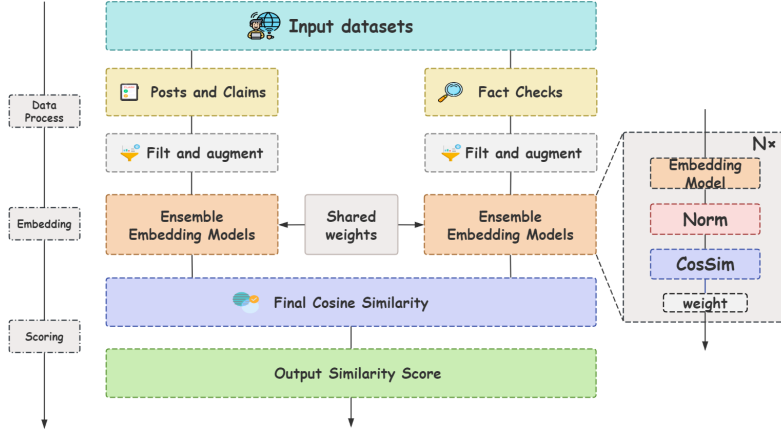 Input datasets
Data
Process
Posts and Claims
Fact Checks
Filt and augment
Filt and augment
N×
Embedding
Model
Norm
CosSim
weight
Embedding
Ensemble
Embedding Models
Shared
weights
Ensemble
Embedding Models
Final Cosine Similarity
Scoring
Output Similarity Score